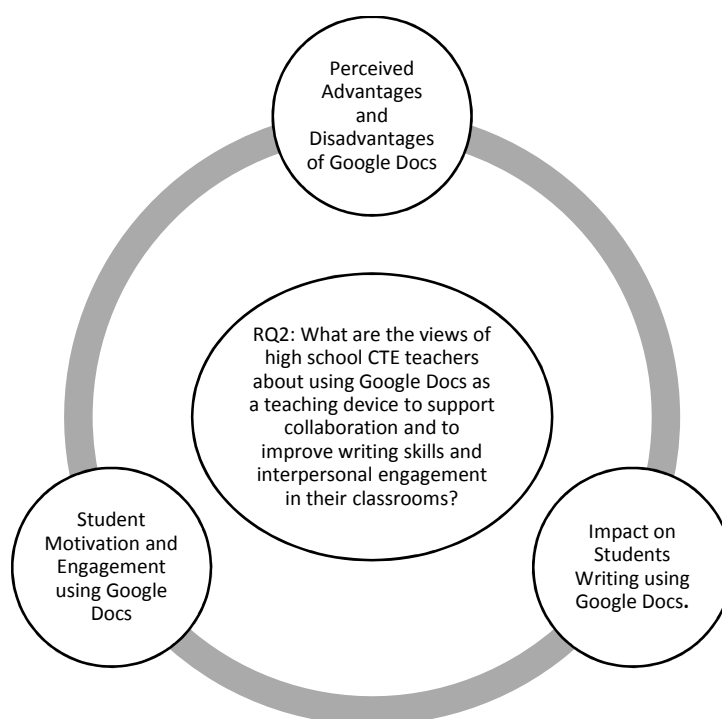 Perceived
Advantages
and
Disadvantages
of Google Docs
RQ2: What are the views of
high school CTE teachers
about using Google Docs as
a teaching device to support
collaboration and to
improve writing skills and
interpersonal engagement
in their classrooms?
Student
Motivation and
Engagement
using Google
Docs
Impact on
Students
Writing using
Google Docs.